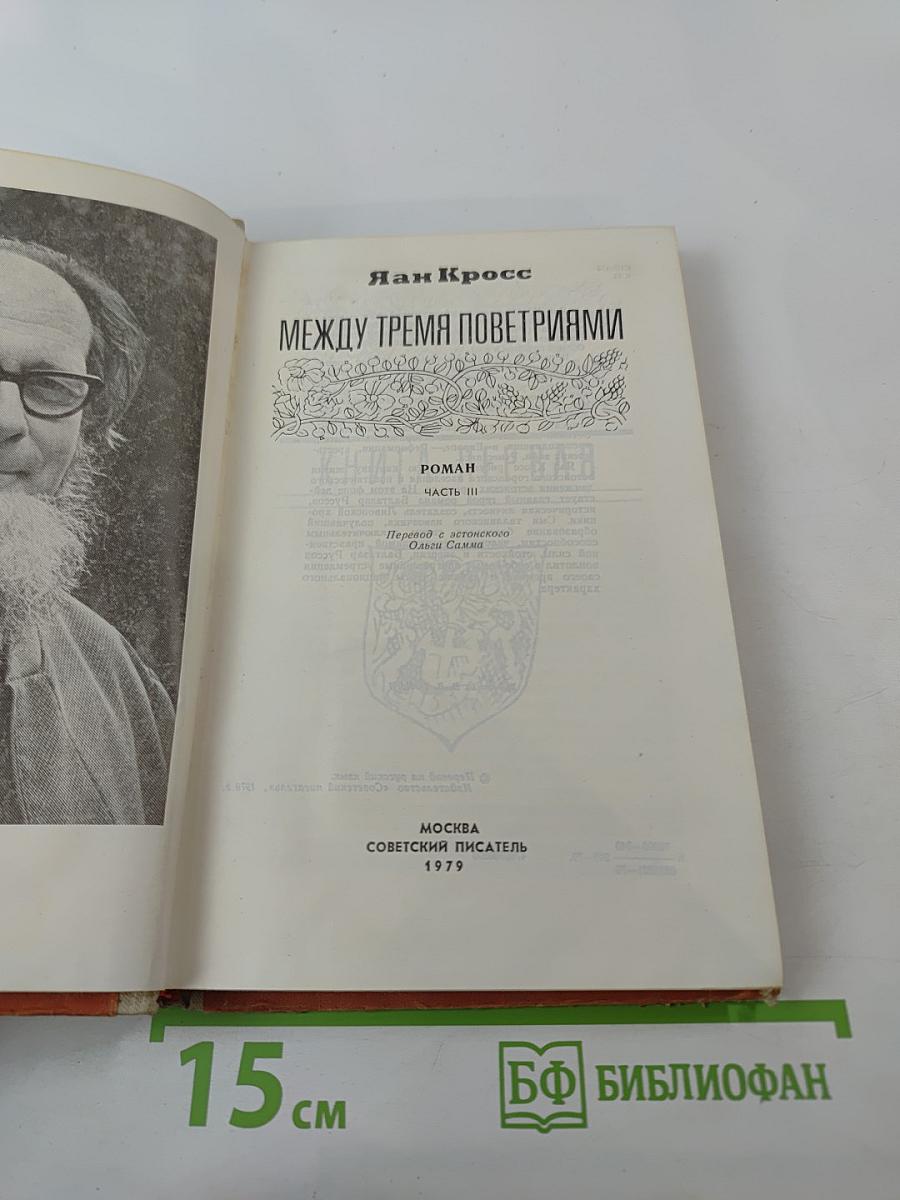 Яан Кросс
МЕЖДУ ТРЕМЯ ПОВЕТРИЯМИ
РОМАН
ЧАСТЬ III
Перевод с эстонского
Ольги Самма
МОСКВА
СОВЕТСКИЙ ПИСАТЕЛЬ
1979
15 см
БФ БИБЛИОФАН